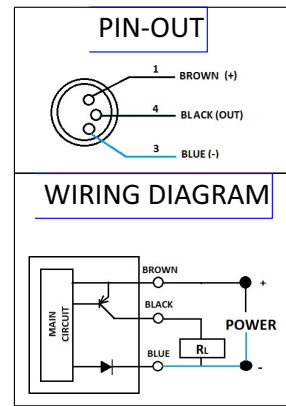 PIN-OUT
1 BROWN (+)
4 BLACK (OUT)
3 BLUE (-)
WIRING DIAGRAM
BROWN
+
BLACK
MAIN CIRCUIT
POWER
RL
BLUE
-